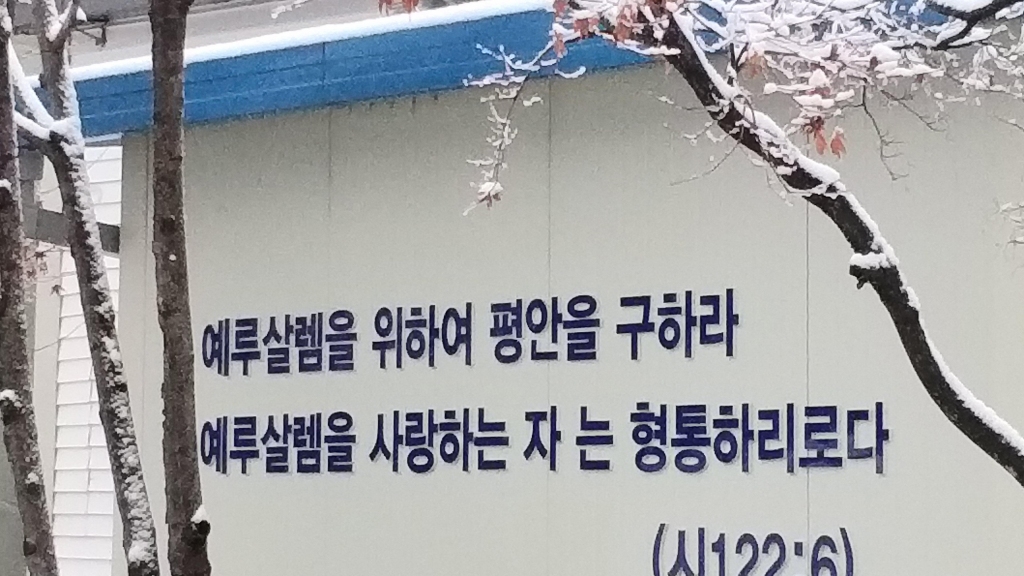 예루살렘을 위하여 평안을 구하라
예루살렘을 사랑하는 자 는 형통하리로다
(시122:6)